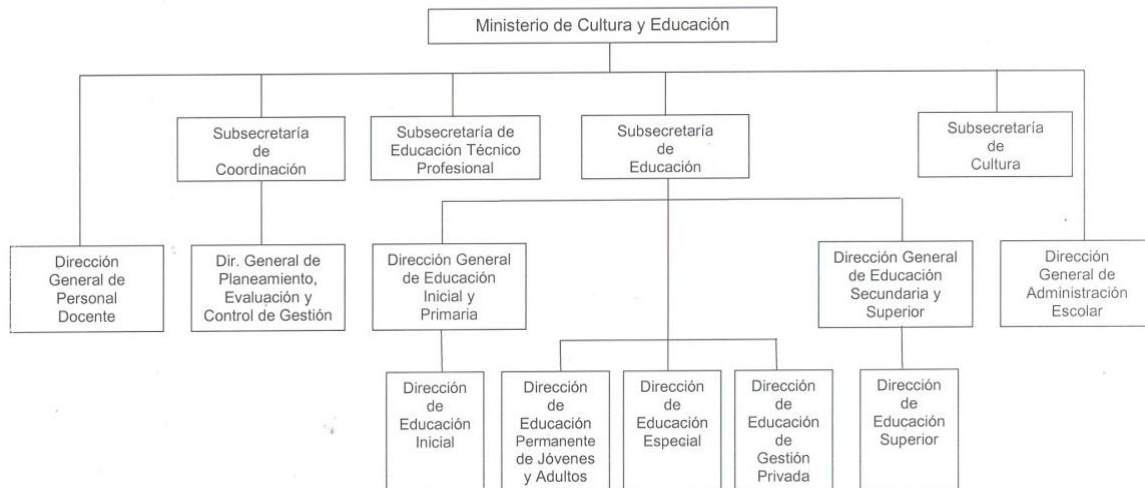 Ministerio de Cultura y Educación
Subsecretaría
de
Coordinación
Subsecretaría de
Educación Técnico
Profesional
Subsecretaría
de
Educación
Subsecretaría
de
Cultura
Dirección
General de
Personal
Docente
Dir. General de
Planeamiento,
Evaluación y
Control de Gestión
Dirección General
de Educación
Inicial y
Primaria
Dirección General
de Educación
Secundaria y
Superior
Dirección
General de
Administración
Escolar
Dirección
de
Educación
Inicial
Dirección
de
Educación
Permanente
de Jóvenes
y Adultos
Dirección
de
Educación
Especial
Dirección
de
Educación
de
Gestión
Privada
Dirección
de
Educación
Superior